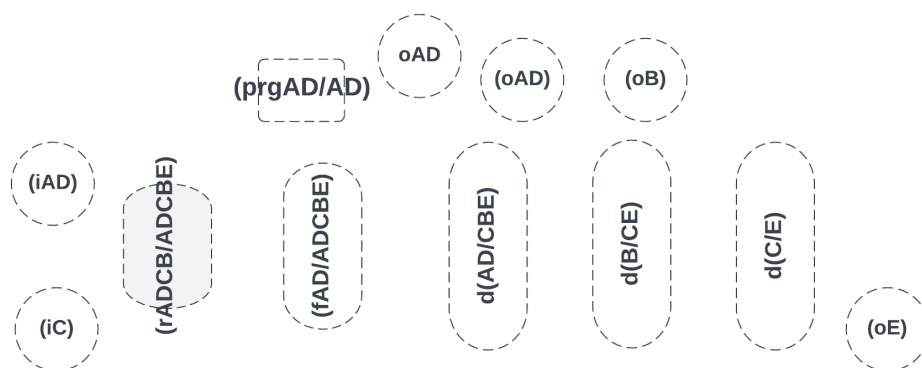 oAD
(oAD)
(oB)
(prgAD/AD)
(iAD)
(rADCB/ADCBE)
(fAD/ADCBE)
d(AD/CBE)
d(B/CE)
d(C/E)
(iC)
(oE)